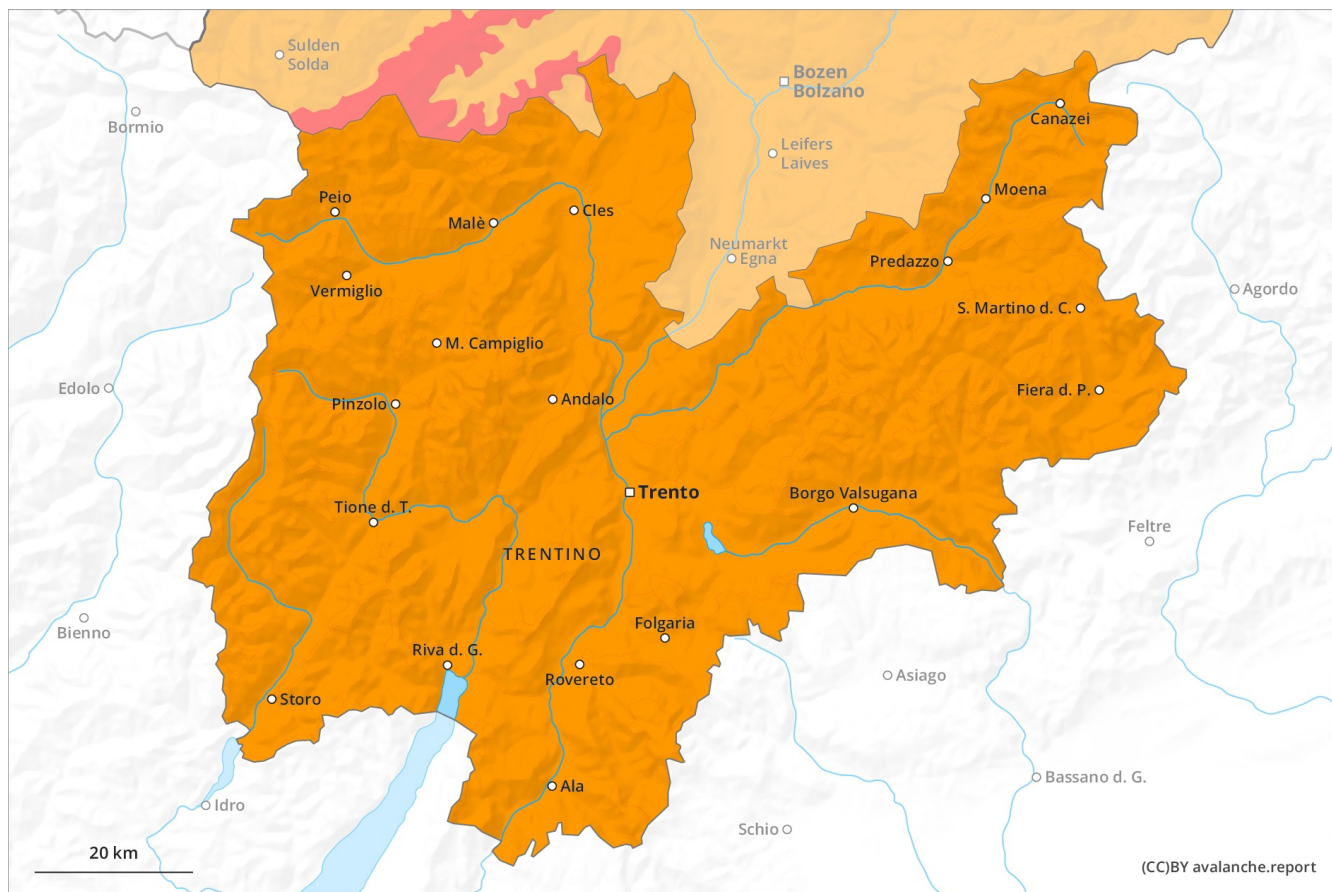 Sulden
Solda
Bozen
Bolzano
Bormio
Canazei
Leifers
Laives
Peio
Malè
Cles
Moena
Neumarkt
Egna
Predazzo
Vermiglio
Agordo
S. Martino d. C.
M. Campiglio
Edolo
Pinzolo
Andalo
Fiera d. P.
Trento
Borgo Valsugana
Tione d. T.
Feltre
TRENTINO
Bienno
Folgaria
Riva d. G.
Rovereto
Asiago
Storo
Bassano d. G.
Ala
Idro
Schio
20 km
(CC)BY avalanche.report